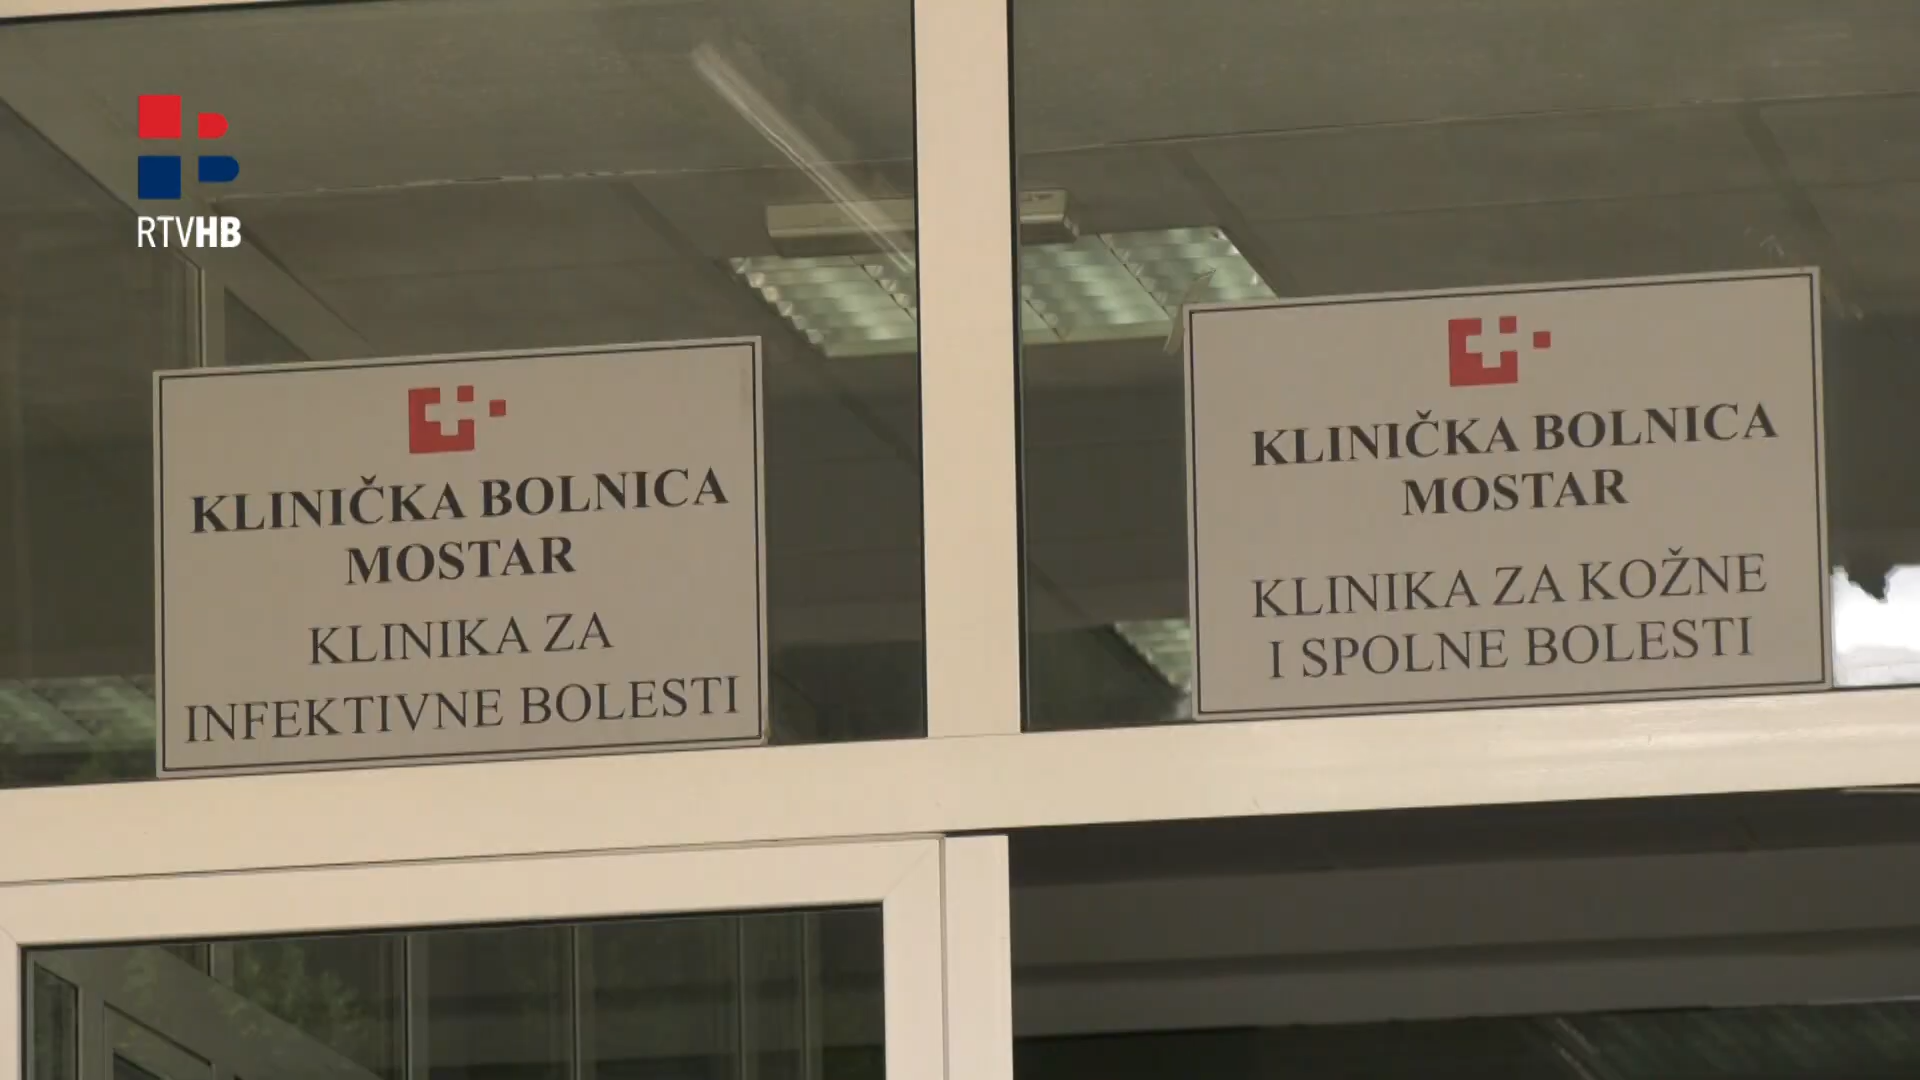 RTVHB
KLINIČKA BOLNICA
MOSTAR
KLINIKA ZA
INFEKTIVNE BOLESTI
KLINIČKA BOLNICA
MOSTAR
KLINIKA ZA KOŽNE
I SPOLNE BOLESTI